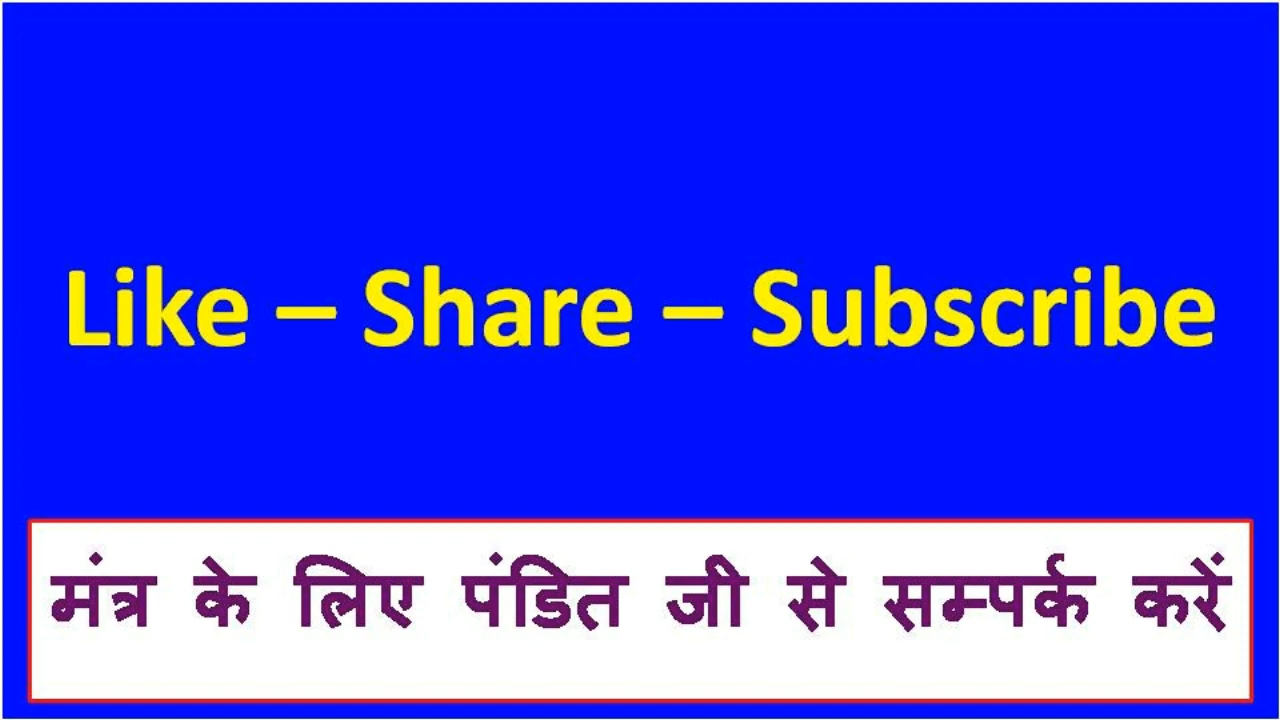 Like – Share – Subscribe
मंत्र के लिए पंडित जी से सम्पर्क करें